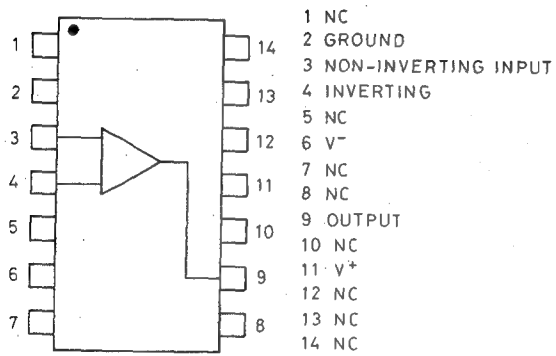 1
2
3
4
5
6
7
14
13
12
11
10
9
8
1 NC
2 GROUND
3 NON-INVERTING INPUT
4 INVERTING
5 NC
6 V-
7 NC
8 NC
9 OUTPUT
10 NC
11 V+
12 NC
13 NC
14 NC